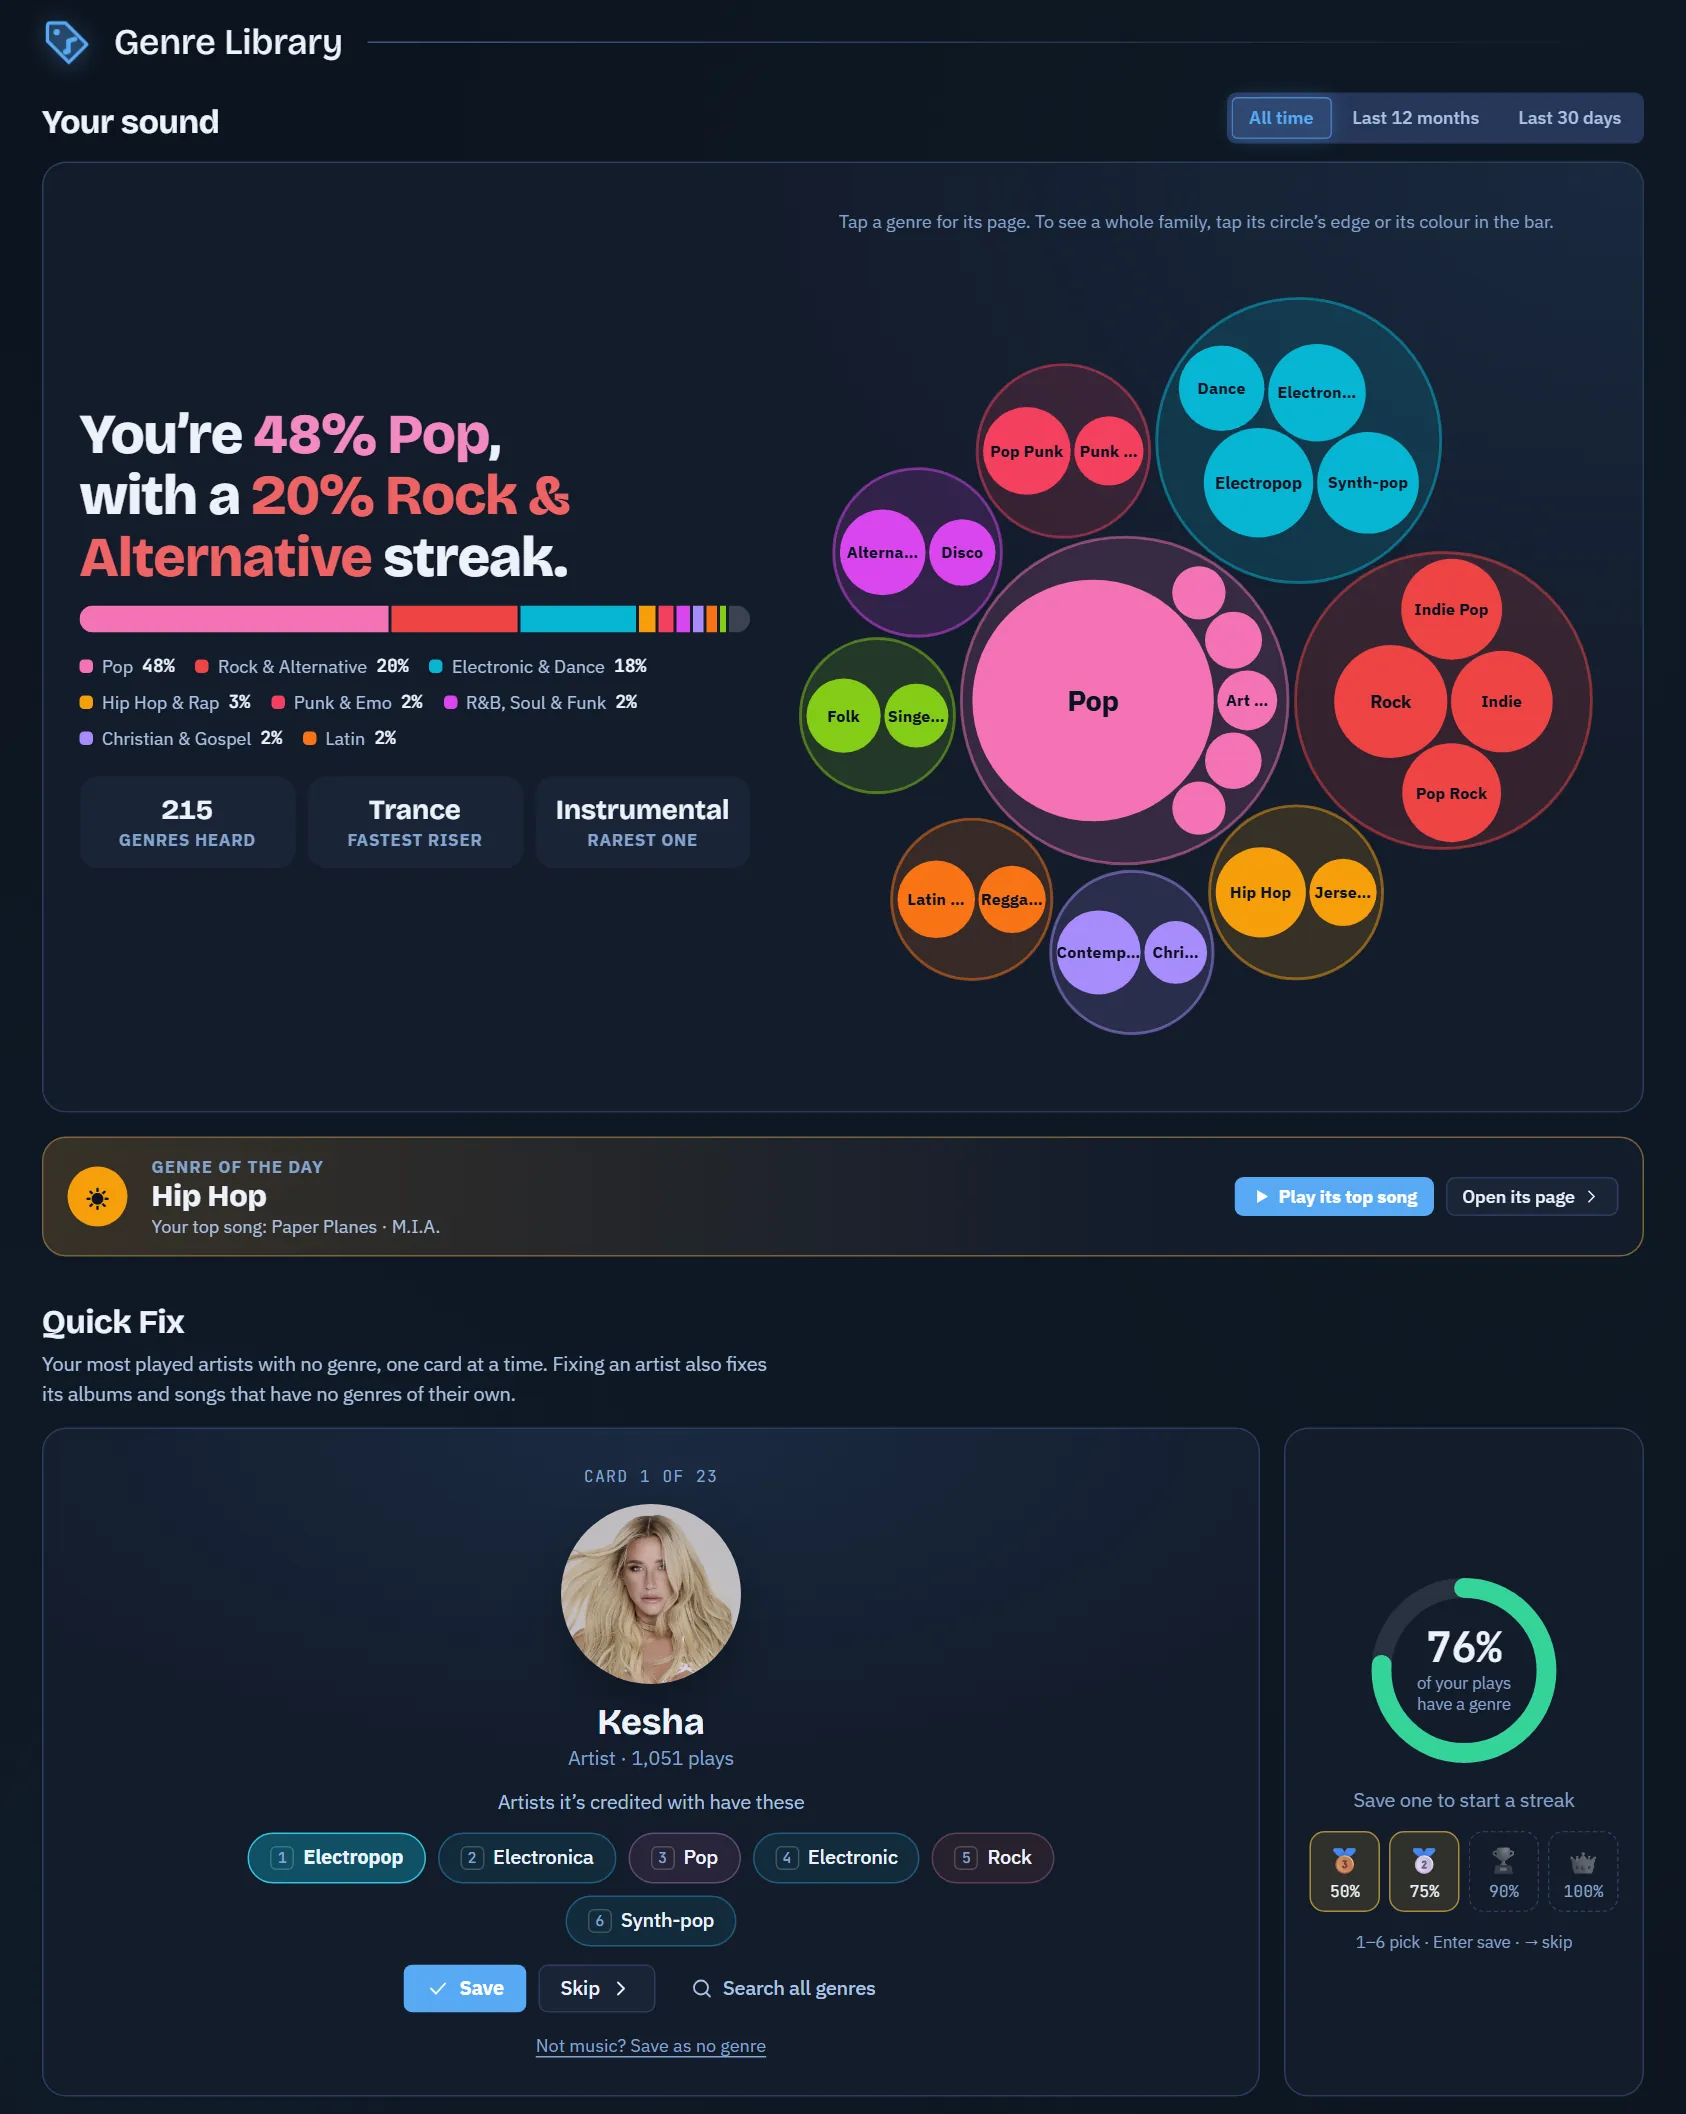 Genre Library
Your sound
All time
Last 12 months
Last 30 days
Tap a genre for its page. To see a whole family, tap its circle’s edge or its colour in the bar.
You’re 48% Pop,
with a 20% Rock &
Alternative streak.
Pop 48% Rock & Alternative 20% Electronic & Dance 18%
Hip Hop & Rap 3% Punk & Emo 2% R&B, Soul & Funk 2%
Christian & Gospel 2% Latin 2%
215
GENRES HEARD
Trance
FASTEST RISER
Instrumental
RAREST ONE
Dance
Electron...
Electropop
Synth-pop
Pop Punk
Punk ...
Alterna...
Disco
Folk
Singe...
Pop
Art ...
Indie Pop
Rock
Indie
Pop Rock
Latin ...
Regga...
Contemp...
Chri...
Hip Hop
Jerse...
GENRE OF THE DAY
Hip Hop
Your top song: Paper Planes · M.I.A.
Play its top song
Open its page
Quick Fix
Your most played artists with no genre, one card at a time. Fixing an artist also fixes
its albums and songs that have no genres of their own.
CARD 1 OF 23
Kesha
Artist · 1,051 plays
Artists it’s credited with have these
1 Electropop
2 Electronica
3 Pop
4 Electronic
5 Rock
6 Synth-pop
Save
Skip
Search all genres
Not music? Save as no genre
76%
of your plays
have a genre
Save one to start a streak
3
50%
2
75%
90%
100%
1–6 pick · Enter save · → skip